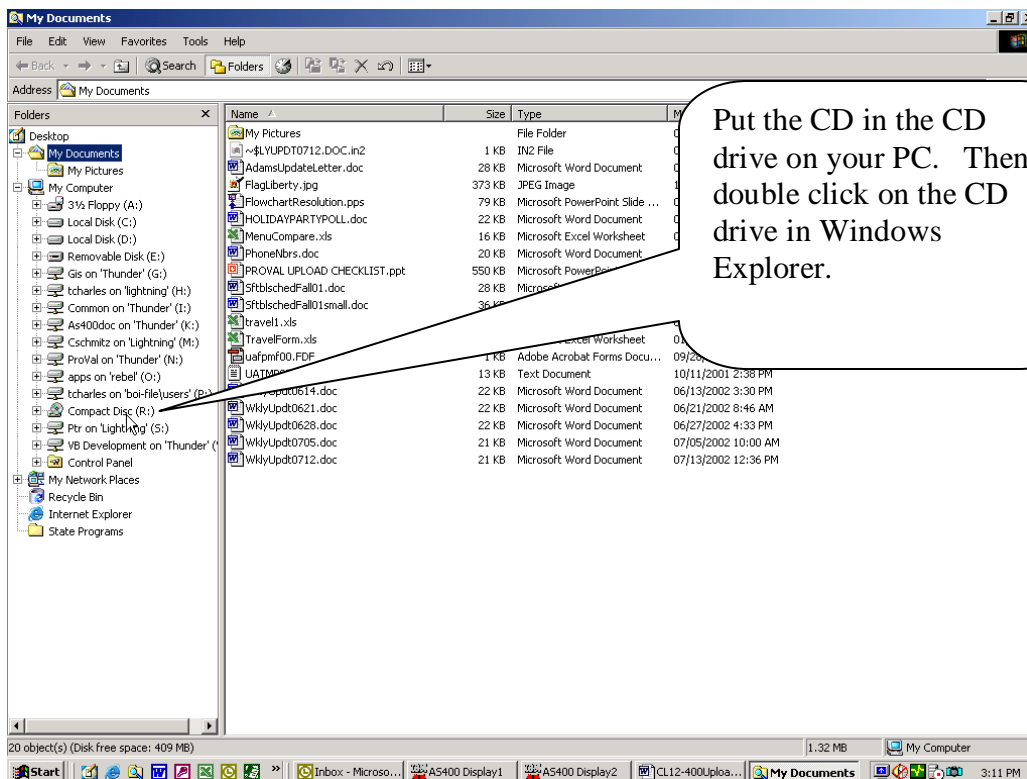 My Documents
File Edit View Favorites Tools Help
Back Search Folders
Address My Documents
Folders Name Size Type M
Desktop
My Documents
My Pictures
My Computer
3½ Floppy (A:)
Local Disk (C:)
Local Disk (D:)
Removable Disk (E:)
Gis on 'Thunder' (G:)
tcharles on 'lightning' (H:)
Common on 'Thunder' (I:)
As400doc on 'Thunder' (K:)
Cschmitz on 'Lightning' (M:)
ProVal on 'Thunder' (N:)
apps on 'rebel' (O:)
tcharles on 'boi-file\users' (P:)
Compact Disc (R:)
Ptr on 'Lightning' (S:)
VB Development on 'Thunder' ('
Control Panel
My Network Places
Recycle Bin
Internet Explorer
State Programs
My Pictures File Folder
~$LYUPDT0712.DOC.in2 1 KB IN2 File
AdamsUpdateLetter.doc 28 KB Microsoft Word Document
FlagLiberty.jpg 373 KB JPEG Image
FlowchartResolution.pps 79 KB Microsoft PowerPoint Slide ...
HOLIDAYPARTYPOLL.doc 22 KB Microsoft Word Document
MenuCompare.xls 16 KB Microsoft Excel Worksheet
PhoneNbrs.doc 20 KB Microsoft Word Document
PROVAL UPLOAD CHECKLIST.ppt 550 KB Microsoft PowerPoint
SftblschedFall01.doc 28 KB Microsoft
SftblschedFall01small.doc 36 KB
travel1.xls
TravelForm.xls Excel Worksheet
uafpmf00.FDF 1 KB Adobe Acrobat Forms Docu...
13 KB Text Document 10/11/2001 2:38 PM
WklyUpdt0614.doc 22 KB Microsoft Word Document 06/13/2002 3:30 PM
WklyUpdt0621.doc 22 KB Microsoft Word Document 06/21/2002 8:46 AM
WklyUpdt0628.doc 22 KB Microsoft Word Document 06/27/2002 4:33 PM
WklyUpdt0705.doc 21 KB Microsoft Word Document 07/05/2002 10:00 AM
WklyUpdt0712.doc 21 KB Microsoft Word Document 07/13/2002 12:36 PM
Put the CD in the CD
drive on your PC. Then
double click on the CD
drive in Windows
Explorer.
20 object(s) (Disk free space: 409 MB) 1.32 MB My Computer
Start Inbox - Microso... AS400 Display1 AS400 Display2 CL12-400Uploa... My Documents 3:11 PM